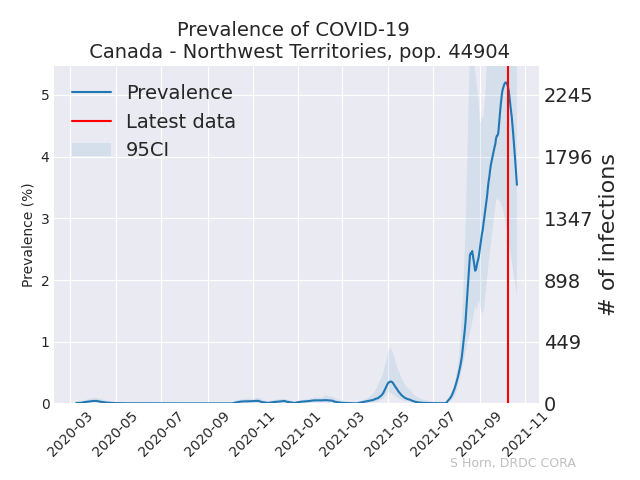 Prevalence of COVID-19
Canada - Northwest Territories, pop. 44904
Prevalence
Latest data
95CI
Prevalence (%)
5
4
3
2
1
0
2245
1796
1347
898
449
0
# of infections
2020-03
2020-05
2020-07
2020-09
2020-11
2021-01
2021-03
2021-05
2021-07
2021-09
2021-11
S Horn, DRDC CORA